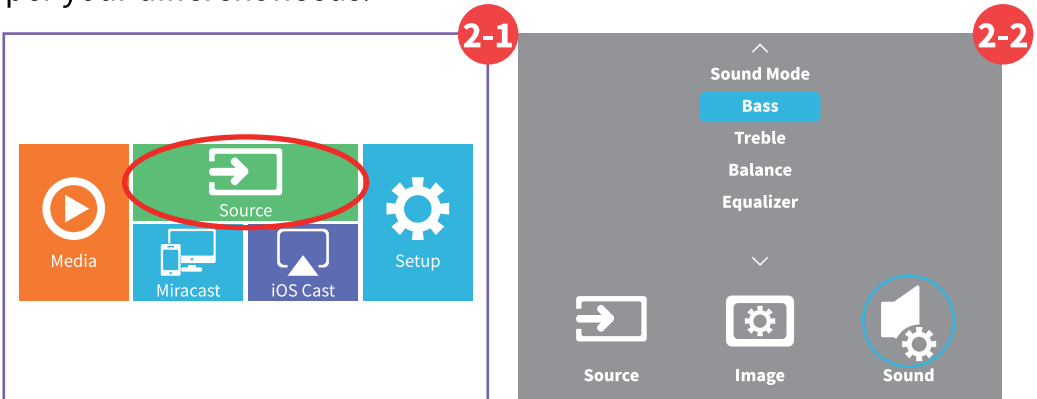 2-1
Media
Source
Miracast
iOS Cast
Setup
2-2
Sound Mode
Bass
Treble
Balance
Equalizer
Source
Image
Sound